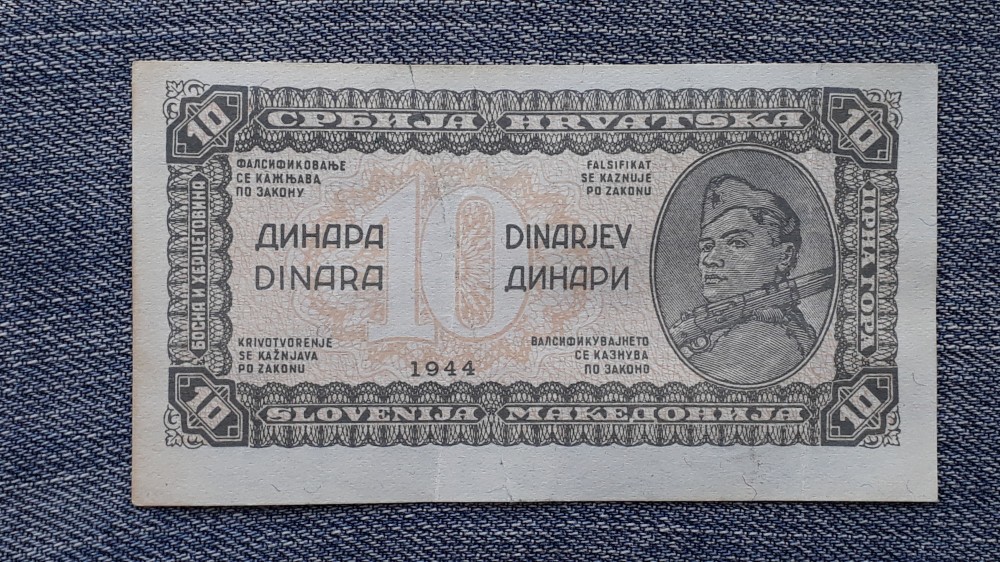 10
СРБИЈА HRVATSKA
10
ФАЛСИФИКОВАЊЕ
СЕ КАЖЊАВА
ПО ЗАКОНУ
FALSIFIKAT
SE KAZNUJE
PO ZAKONU
БОСНА И ХЕРЦЕГОВИНА
10
ЦРНА ГОРА
ДИНАРА
DINARA
DINARJEV
ДИНАРИ
KRIVOTVORENJE
SE KAŽNJAVA
PO ZAKONU
1944
ВАЛСИФИКУВАЈНЕТО
СЕ КАЗНУВА
ПО ЗАКОНО
10
SLOVENIJA МАКЕДОНИЈА
10